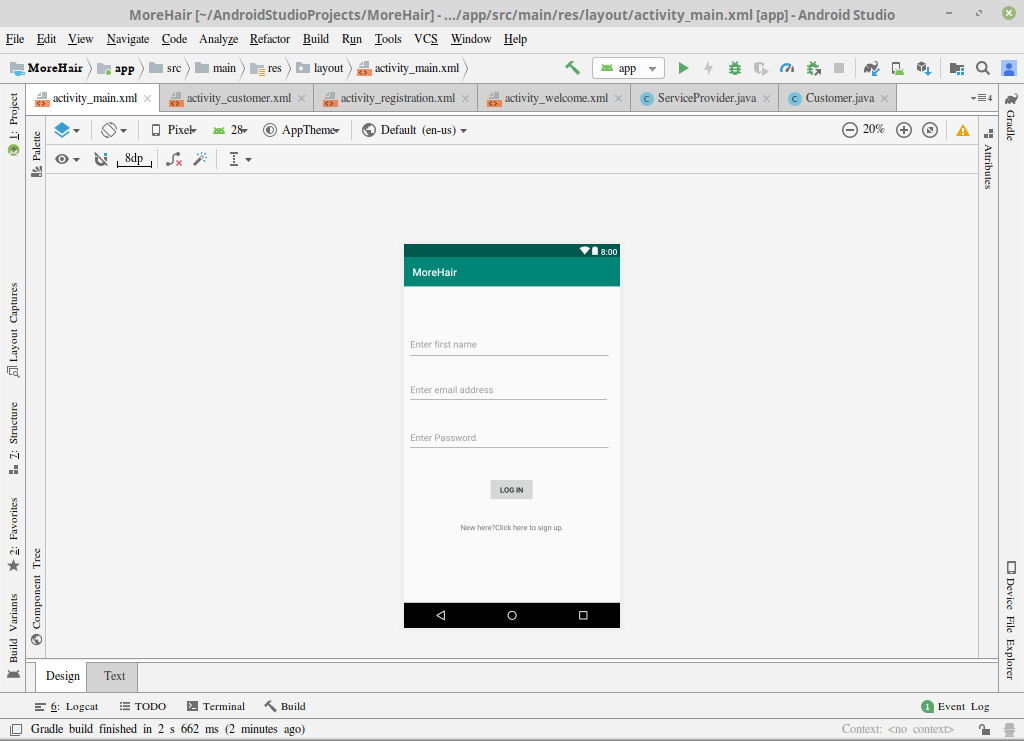 MoreHair [~/AndroidStudioProjects/MoreHair] - .../app/src/main/res/layout/activity_main.xml [app] - Android Studio
File Edit View Navigate Code Analyze Refactor Build Run Tools VCS Window Help
MoreHair app src main res layout activity_main.xml app
activity_main.xml activity_customer.xml activity_registration.xml activity_welcome.xml ServiceProvider.java Customer.java 4
Pixel 28 AppTheme Default (en-us) 20%
8dp
1: Project
Layout Captures
7: Structure
2: Favorites
Build Variants
Palette
Component Tree
8:00
MoreHair
Enter first name
Enter email address
Enter Password
LOG IN
New here?Click here to sign up.
Attributes
Gradle
Device File Explorer
Design Text
6: Logcat TODO Terminal Build 1 Event Log
Gradle build finished in 2 s 662 ms (2 minutes ago) Context: <no context>